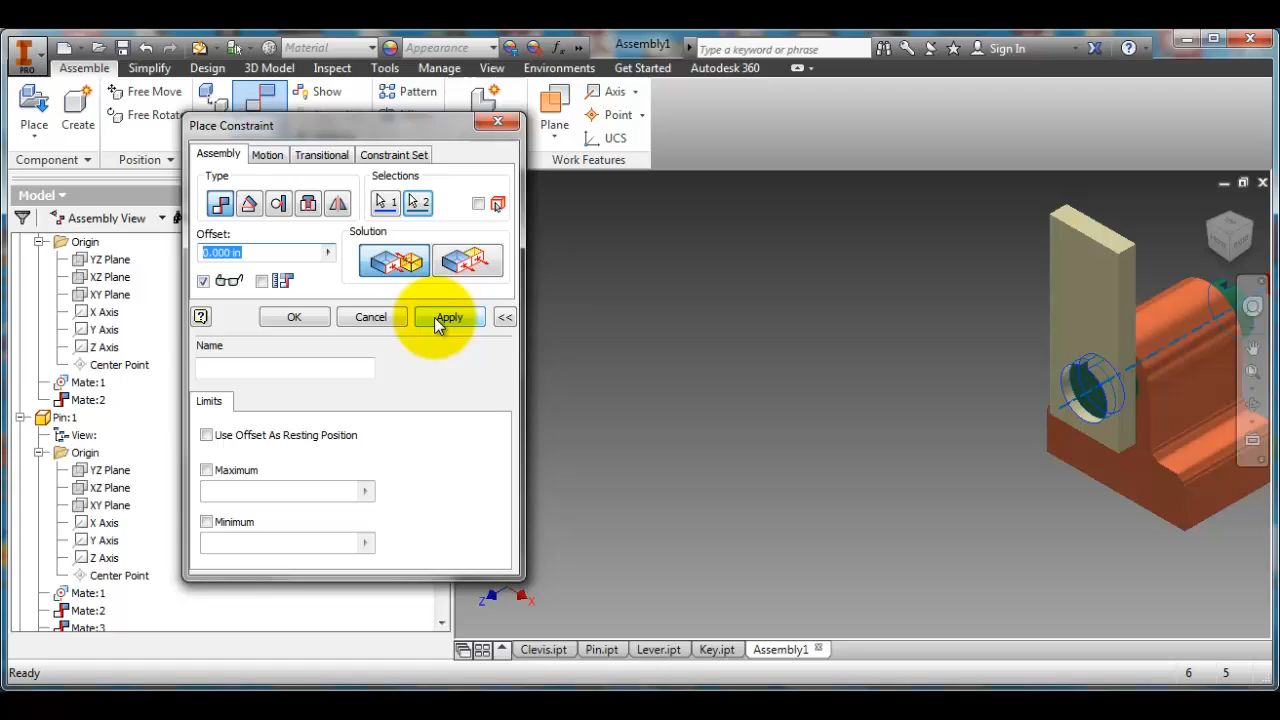 Material
Appearance
Assembly1
Type a keyword or phrase
Sign In
PRO
Assemble
Simplify
Design
3D Model
Inspect
Tools
Manage
View
Environments
Get Started
Autodesk 360
Place
Create
Free Move
Free Rota
Show
Pattern
Plane
Axis
Point
UCS
Component
Position
Work Features
Model
Assembly View
Origin
YZ Plane
XZ Plane
XY Plane
X Axis
Y Axis
Z Axis
Center Point
Mate:1
Mate:2
Pin:1
View:
Origin
YZ Plane
XZ Plane
XY Plane
X Axis
Y Axis
Z Axis
Center Point
Mate:1
Mate:2
Mate:3
Place Constraint
Assembly
Motion
Transitional
Constraint Set
Type
Selections
1
2
Offset:
0.000 in
Solution
OK
Cancel
Apply
<<
Name
Limits
Use Offset As Resting Position
Maximum
Minimum
Z
X
Clevis.ipt
Pin.ipt
Lever.ipt
Key.ipt
Assembly1
Ready
6
5